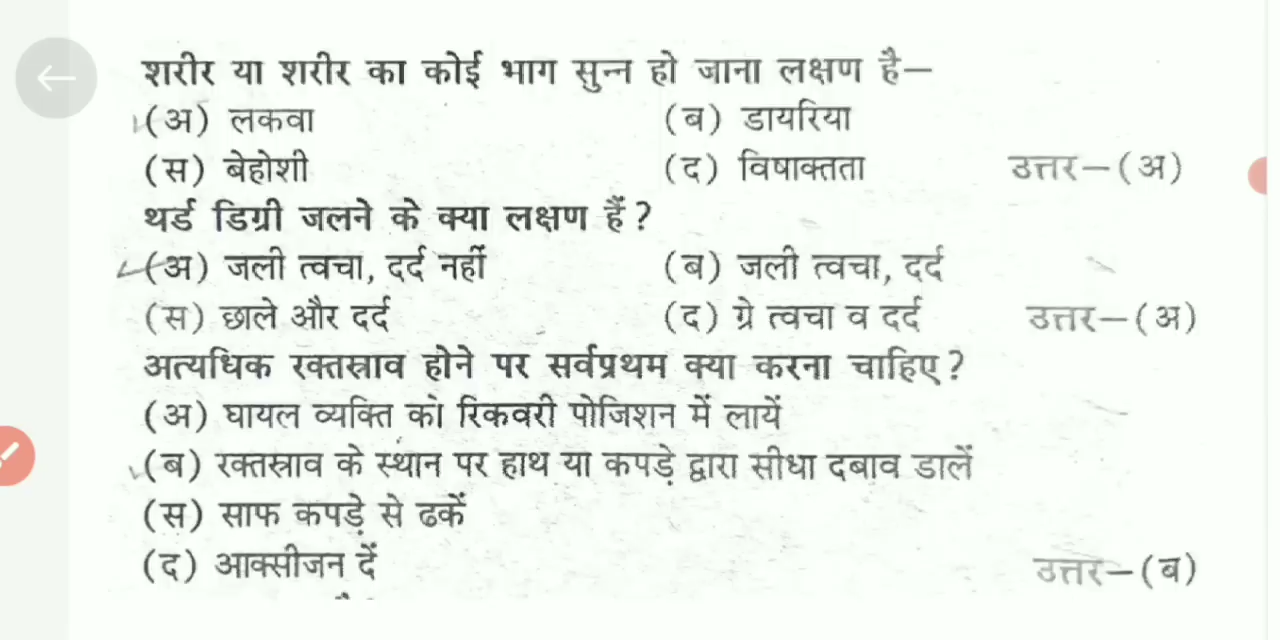 शरीर या शरीर का कोई भाग सुन्न हो जाना लक्षण है—
(अ) लकवा (ब) डायरिया
(स) बेहोशी (द) विषाक्तता उत्तर—(अ)
थर्ड डिग्री जलने के क्या लक्षण हैं?
(अ) जली त्वचा, दर्द नहीं (ब) जली त्वचा, दर्द
(स) छाले और दर्द (द) ग्रे त्वचा व दर्द उत्तर—(अ)
अत्यधिक रक्तस्राव होने पर सर्वप्रथम क्या करना चाहिए?
(अ) घायल व्यक्ति को रिकवरी पोजिशन में लायें
(ब) रक्तस्राव के स्थान पर हाथ या कपड़े द्वारा सीधा दबाव डालें
(स) साफ कपड़े से ढकें
(द) आक्सीजन दें उत्तर—(ब)